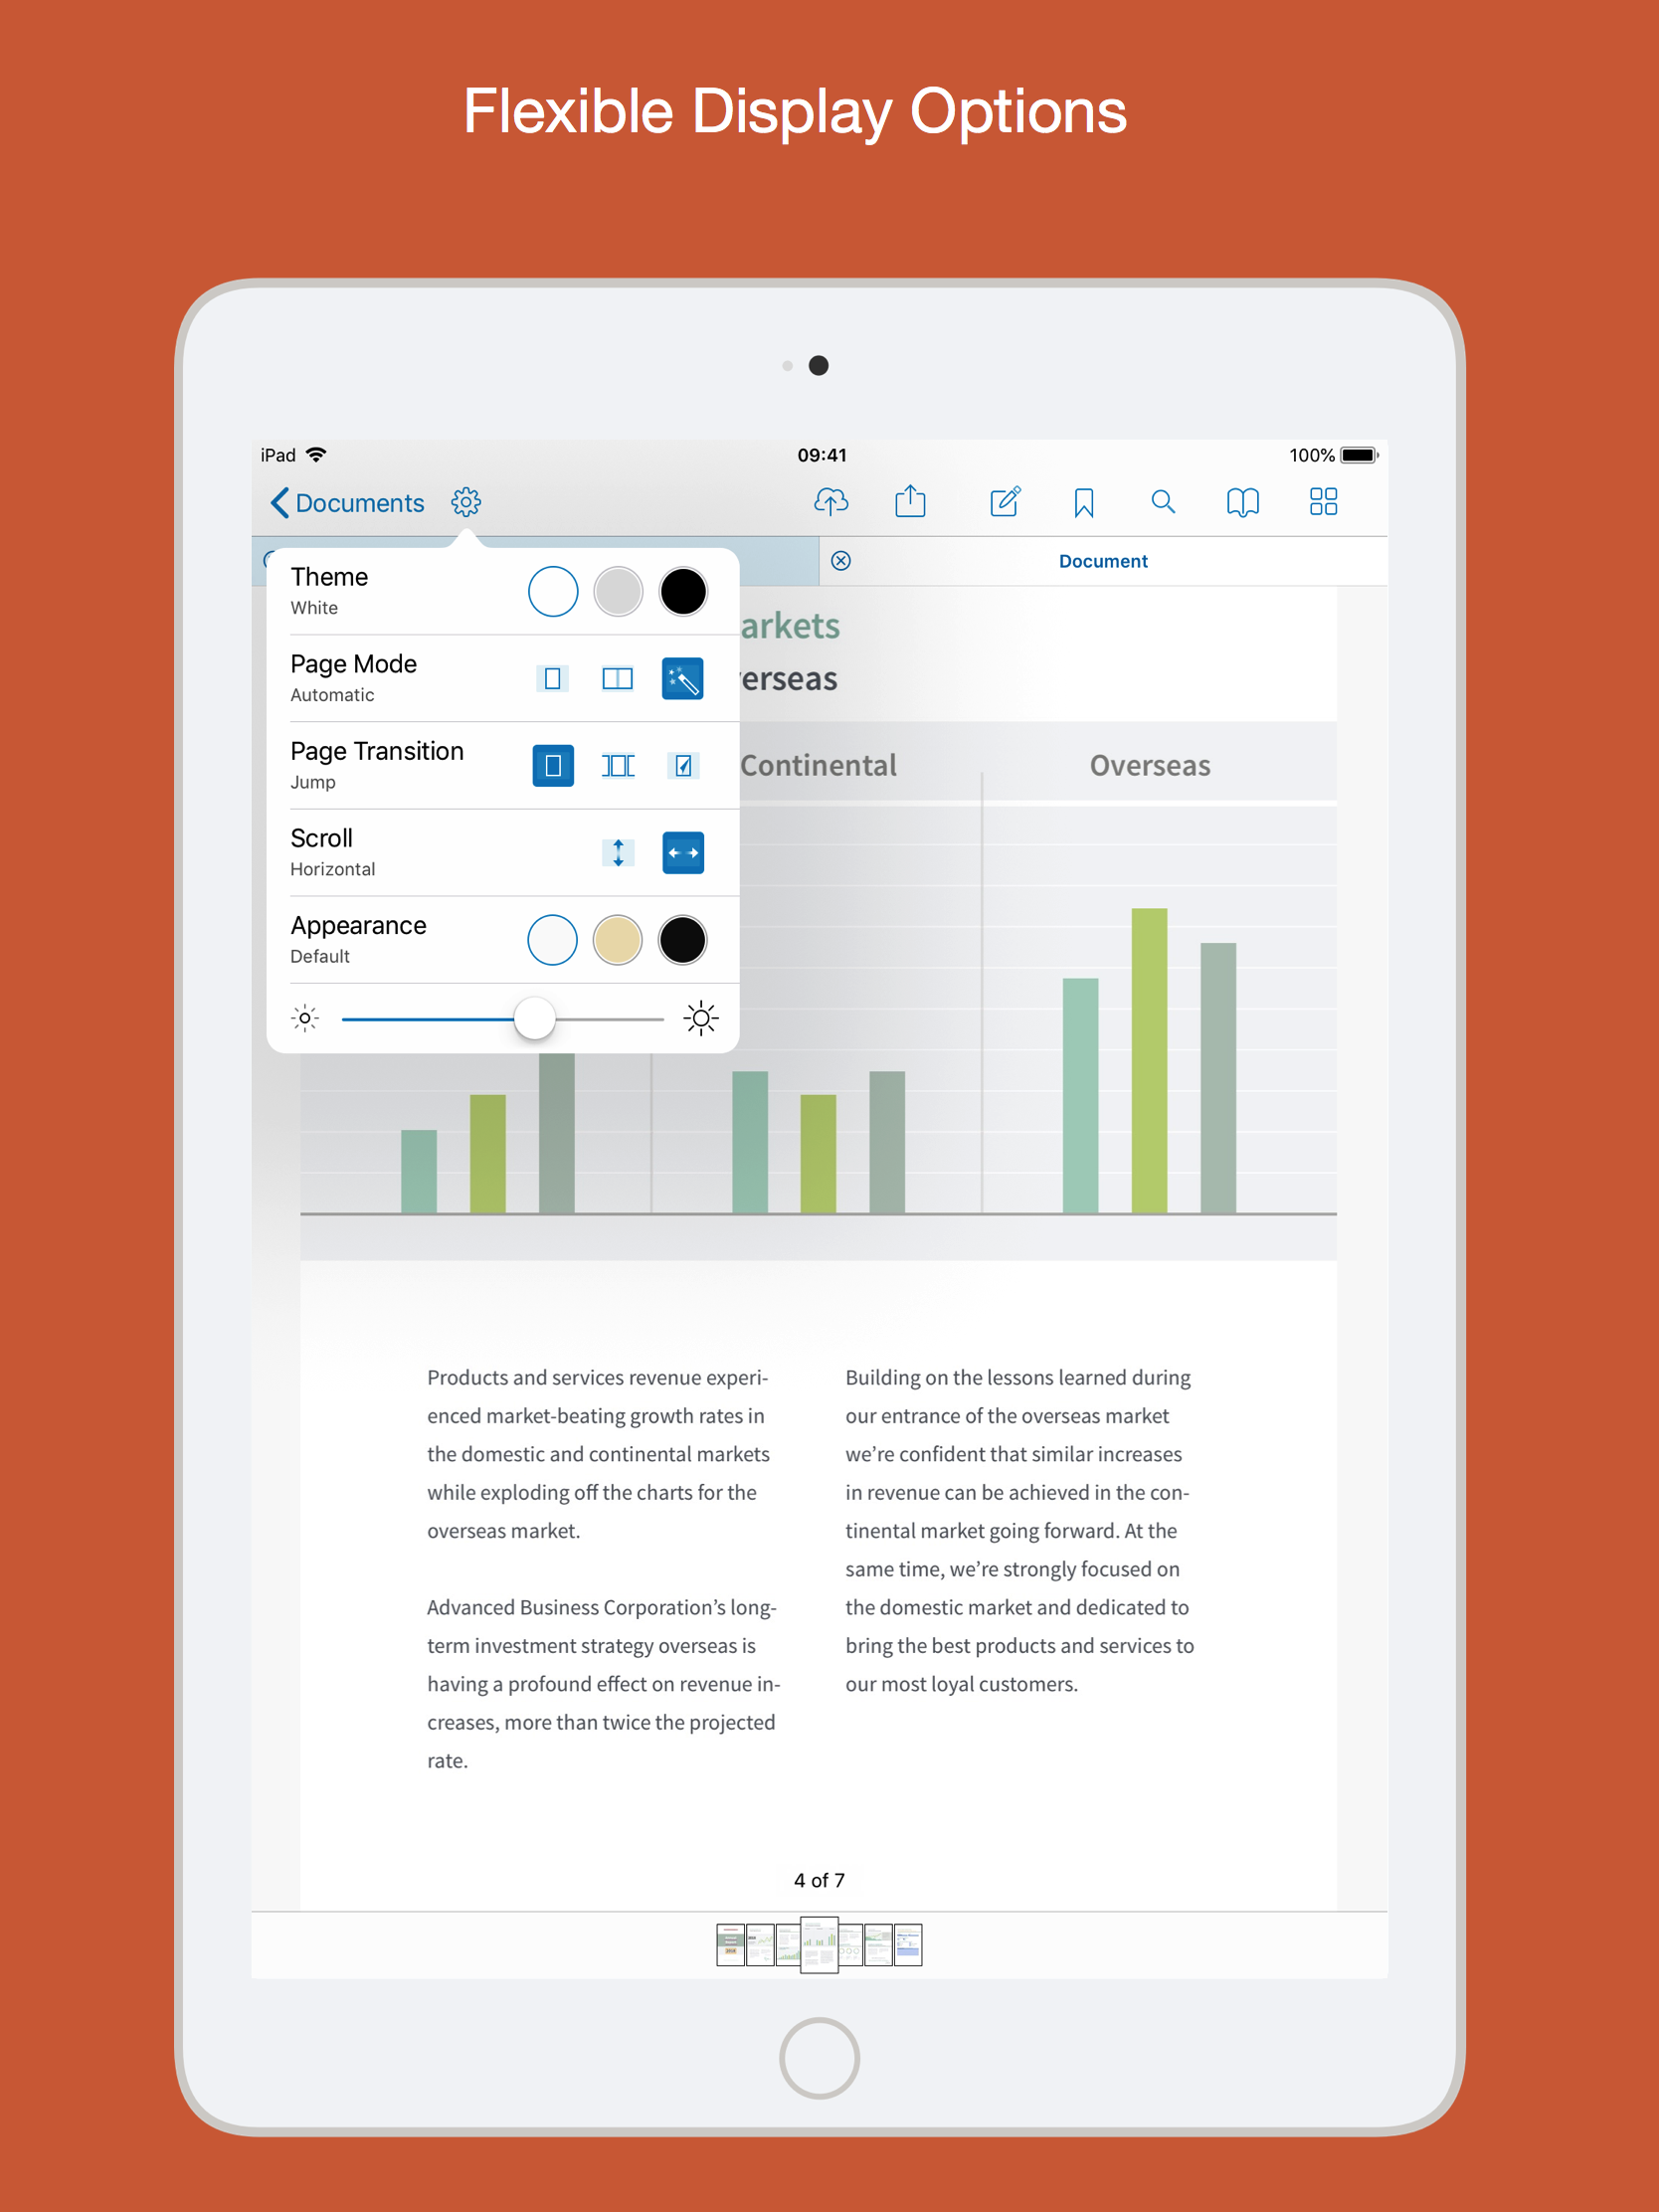 Flexible Display Options
iPad
09:41
100%
Documents
Document
Theme
White
Page Mode
Automatic
Page Transition
Jump
Scroll
Horizontal
Appearance
Default
arkets
erseas
Continental
Overseas
Products and services revenue experi-
enced market-beating growth rates in
the domestic and continental markets
while exploding off the charts for the
overseas market.
Advanced Business Corporation’s long-
term investment strategy overseas is
having a profound effect on revenue in-
creases, more than twice the projected
rate.
Building on the lessons learned during
our entrance of the overseas market
we’re confident that similar increases
in revenue can be achieved in the con-
tinental market going forward. At the
same time, we’re strongly focused on
the domestic market and dedicated to
bring the best products and services to
our most loyal customers.
4 of 7